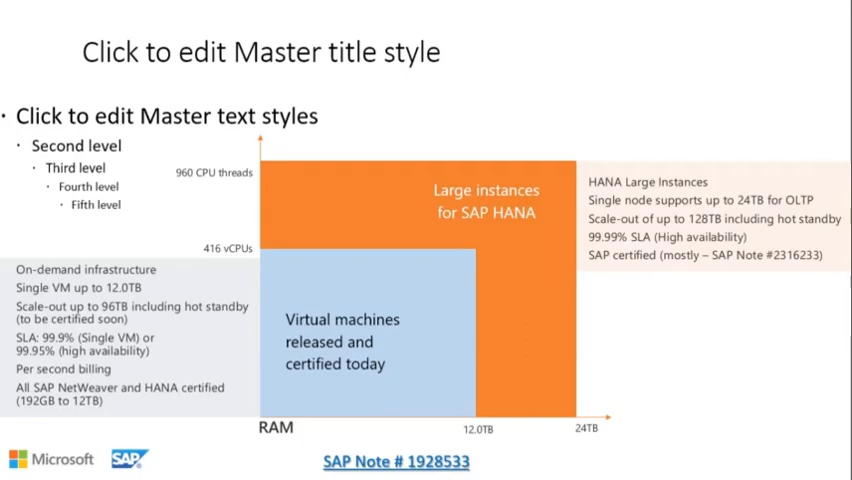 Click to edit Master title style
· Click to edit Master text styles
· Second level
· Third level
· Fourth level
· Fifth level
960 CPU threads
416 vCPUs
Large instances
for SAP HANA
HANA Large Instances
Single node supports up to 24TB for OLTP
Scale-out of up to 128TB including hot standby
99.99% SLA (High availability)
SAP certified (mostly – SAP Note #2316233)
On-demand infrastructure
Single VM up to 12.0TB
Scale-out up to 96TB including hot standby
(to be certified soon)
SLA: 99.9% (Single VM) or
99.95% (high availability)
Per second billing
All SAP NetWeaver and HANA certified
(192GB to 12TB)
Virtual machines
released and
certified today
RAM
12.0TB
24TB
Microsoft
SAP
SAP Note # 1928533